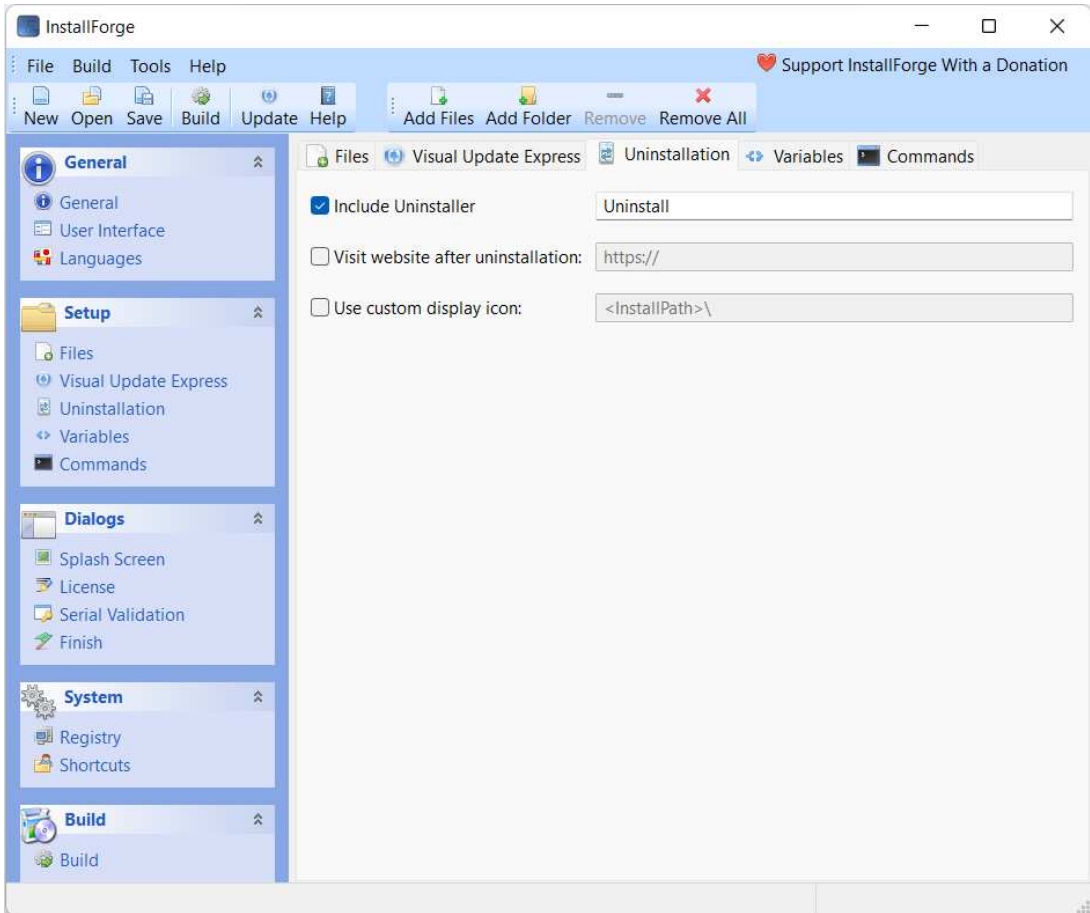 InstallForge
File Build Tools Help
Support InstallForge With a Donation
New Open Save Build Update Help
Add Files Add Folder Remove Remove All
General
General
User Interface
Languages
Setup
Files
Visual Update Express
Uninstallation
Variables
Commands
Dialogs
Splash Screen
License
Serial Validation
Finish
System
Registry
Shortcuts
Build
Build
Files Visual Update Express Uninstallation Variables Commands
Include Uninstaller Uninstall
Visit website after uninstallation: https://
Use custom display icon: <InstallPath>\